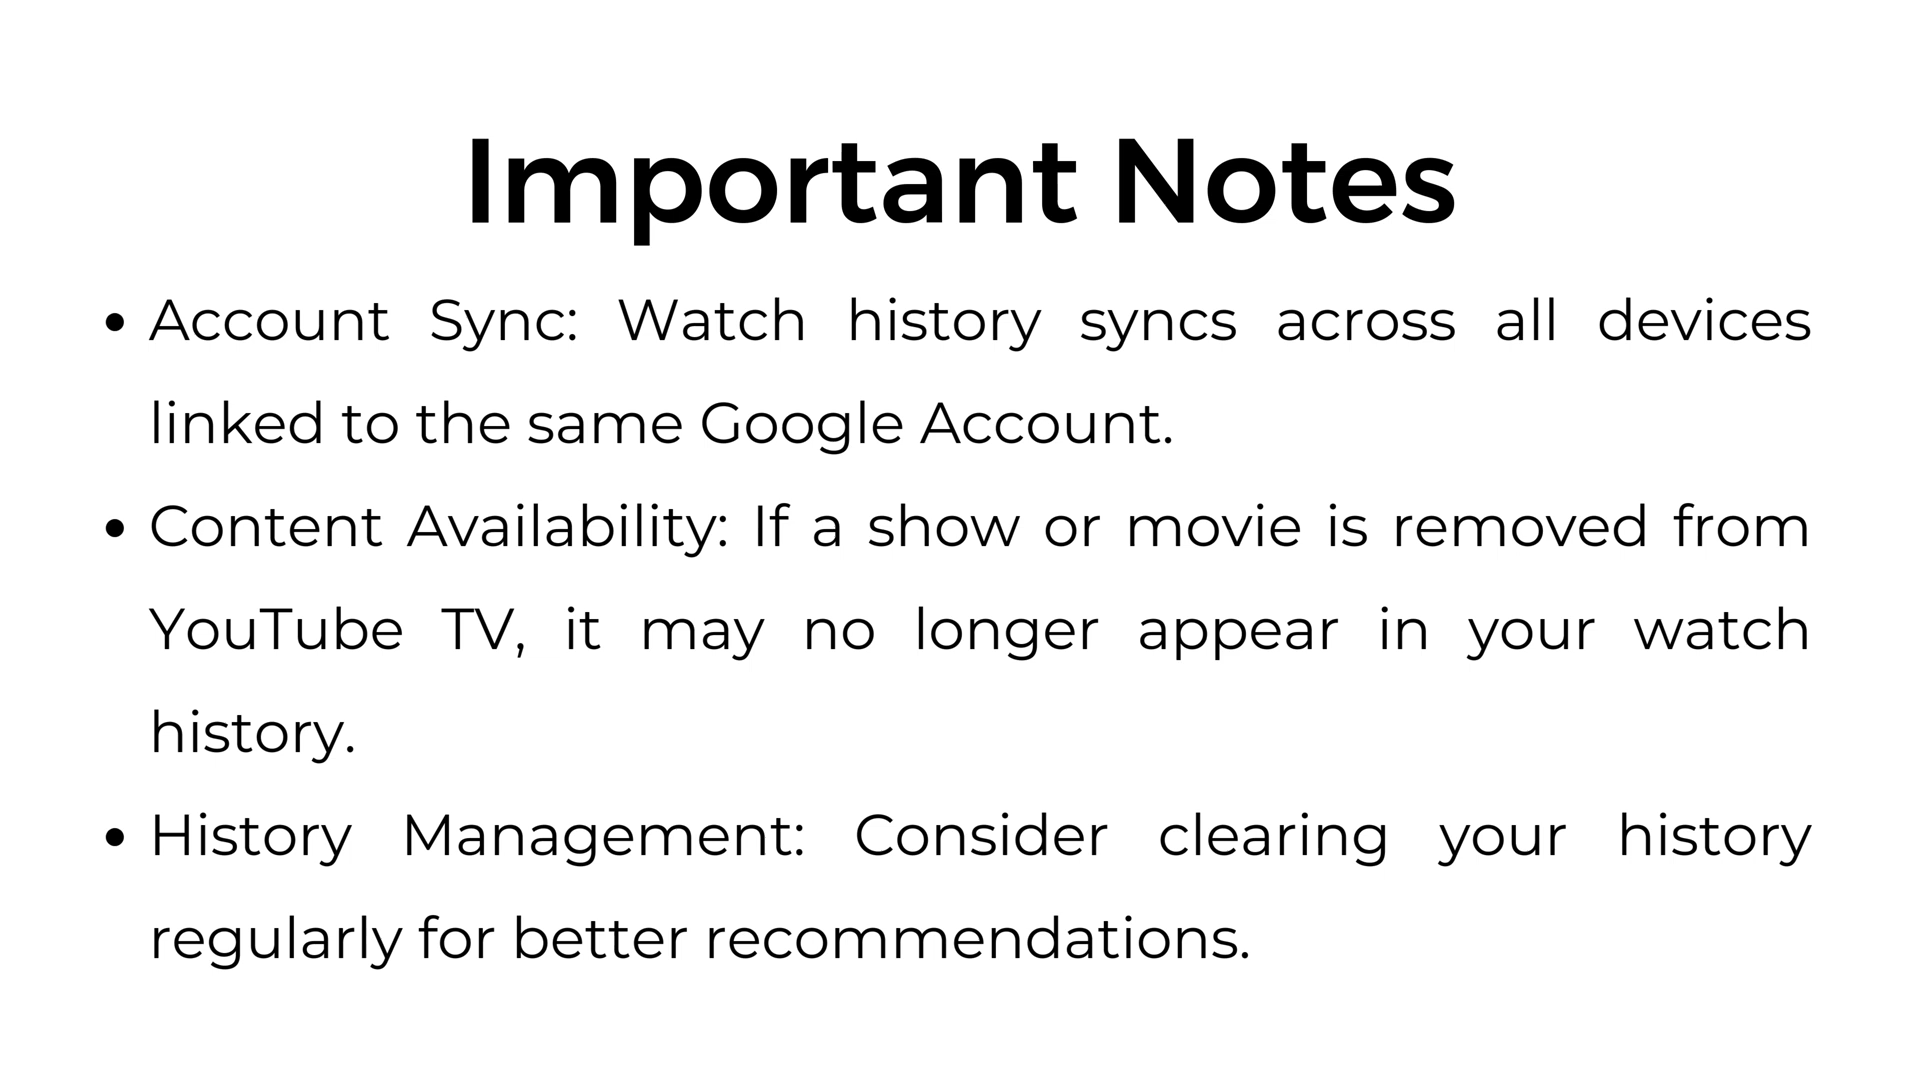 Important Notes
• Account Sync: Watch history syncs across all devices
linked to the same Google Account.
• Content Availability: If a show or movie is removed from
YouTube TV, it may no longer appear in your watch
history.
• History Management: Consider clearing your history
regularly for better recommendations.